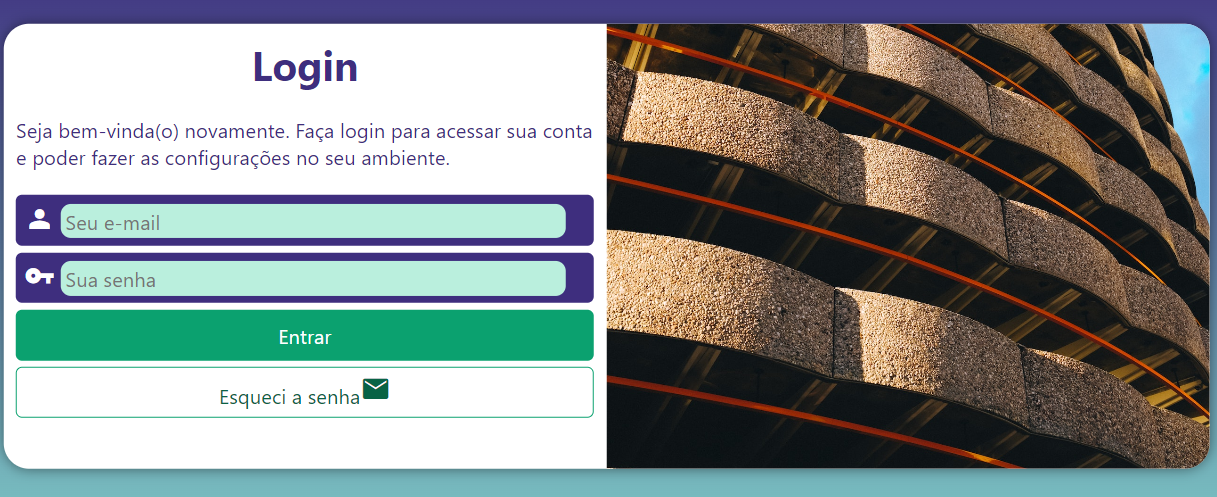 Login
Seja bem-vinda(o) novamente. Faça login para acessar sua conta
e poder fazer as configurações no seu ambiente.
Seu e-mail
Sua senha
Entrar
Esqueci a senha